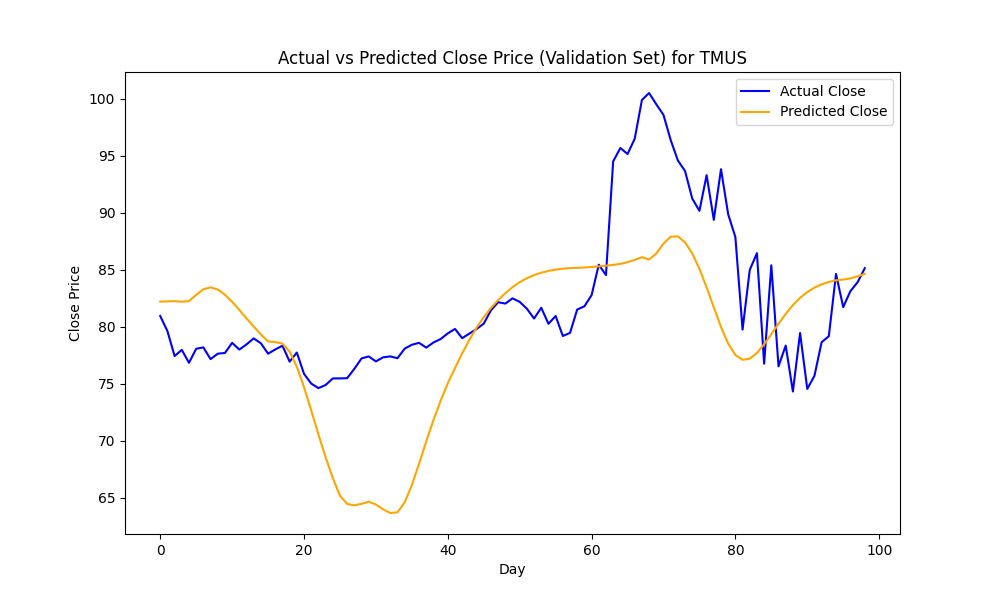 Actual vs Predicted Close Price (Validation Set) for TMUS
Actual Close
Predicted Close
Close Price
100
95
90
85
80
75
70
65
0
20
40
60
80
100
Day